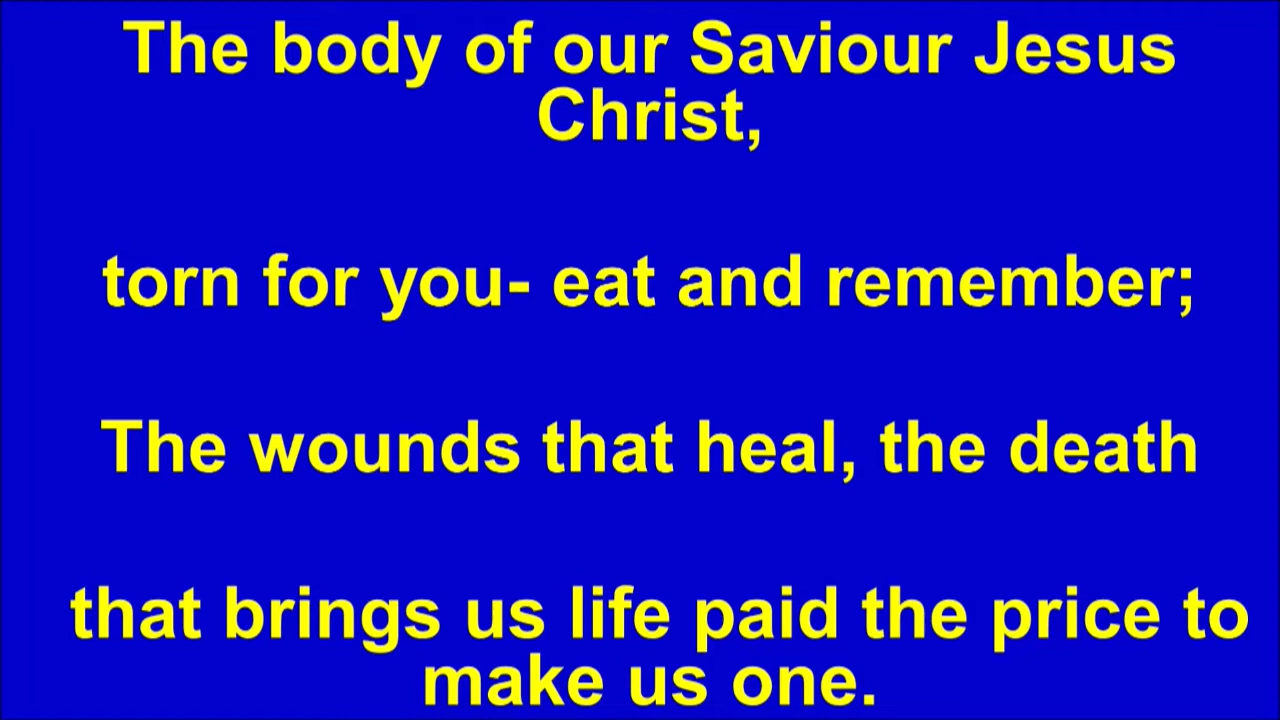 The body of our Saviour Jesus
Christ,
torn for you- eat and remember;
The wounds that heal, the death
that brings us life paid the price to
make us one.